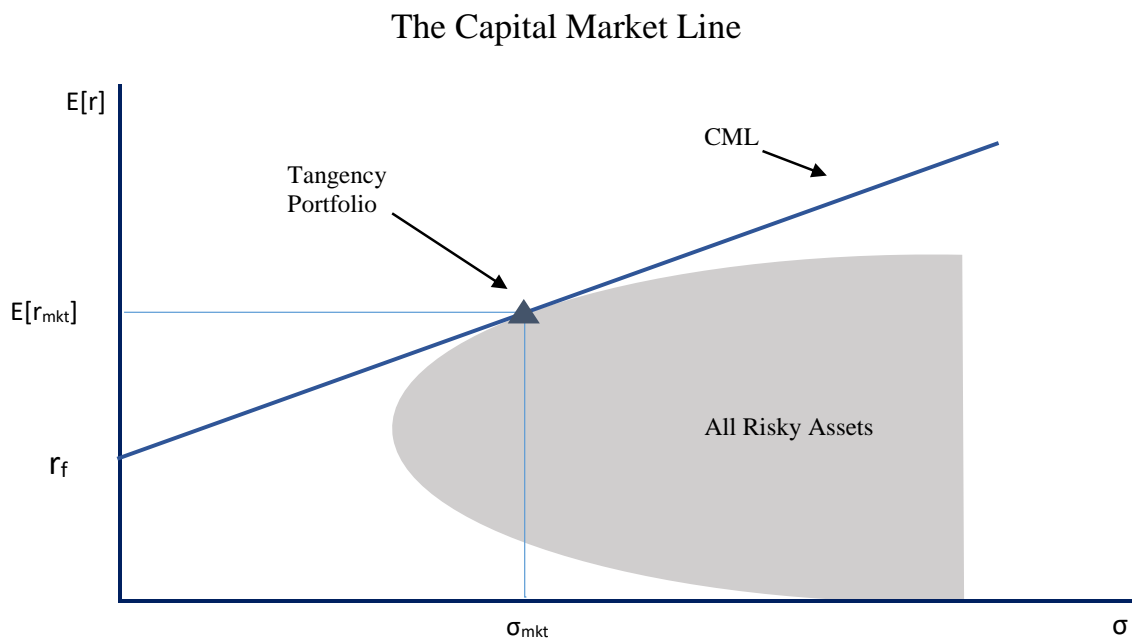 The Capital Market Line
E[r]
CML
Tangency
Portfolio
E[rmkt]
All Risky Assets
rf
σmkt
σ